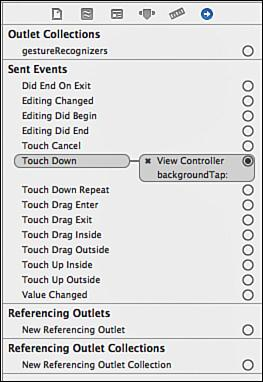 Outlet Collections
gestureRecognizers
Sent Events
Did End On Exit
Editing Changed
Editing Did Begin
Editing Did End
Touch Cancel
Touch Down
View Controller
backgroundTap:
Touch Down Repeat
Touch Drag Enter
Touch Drag Exit
Touch Drag Inside
Touch Drag Outside
Touch Up Inside
Touch Up Outside
Value Changed
Referencing Outlets
New Referencing Outlet
Referencing Outlet Collections
New Referencing Outlet Collection